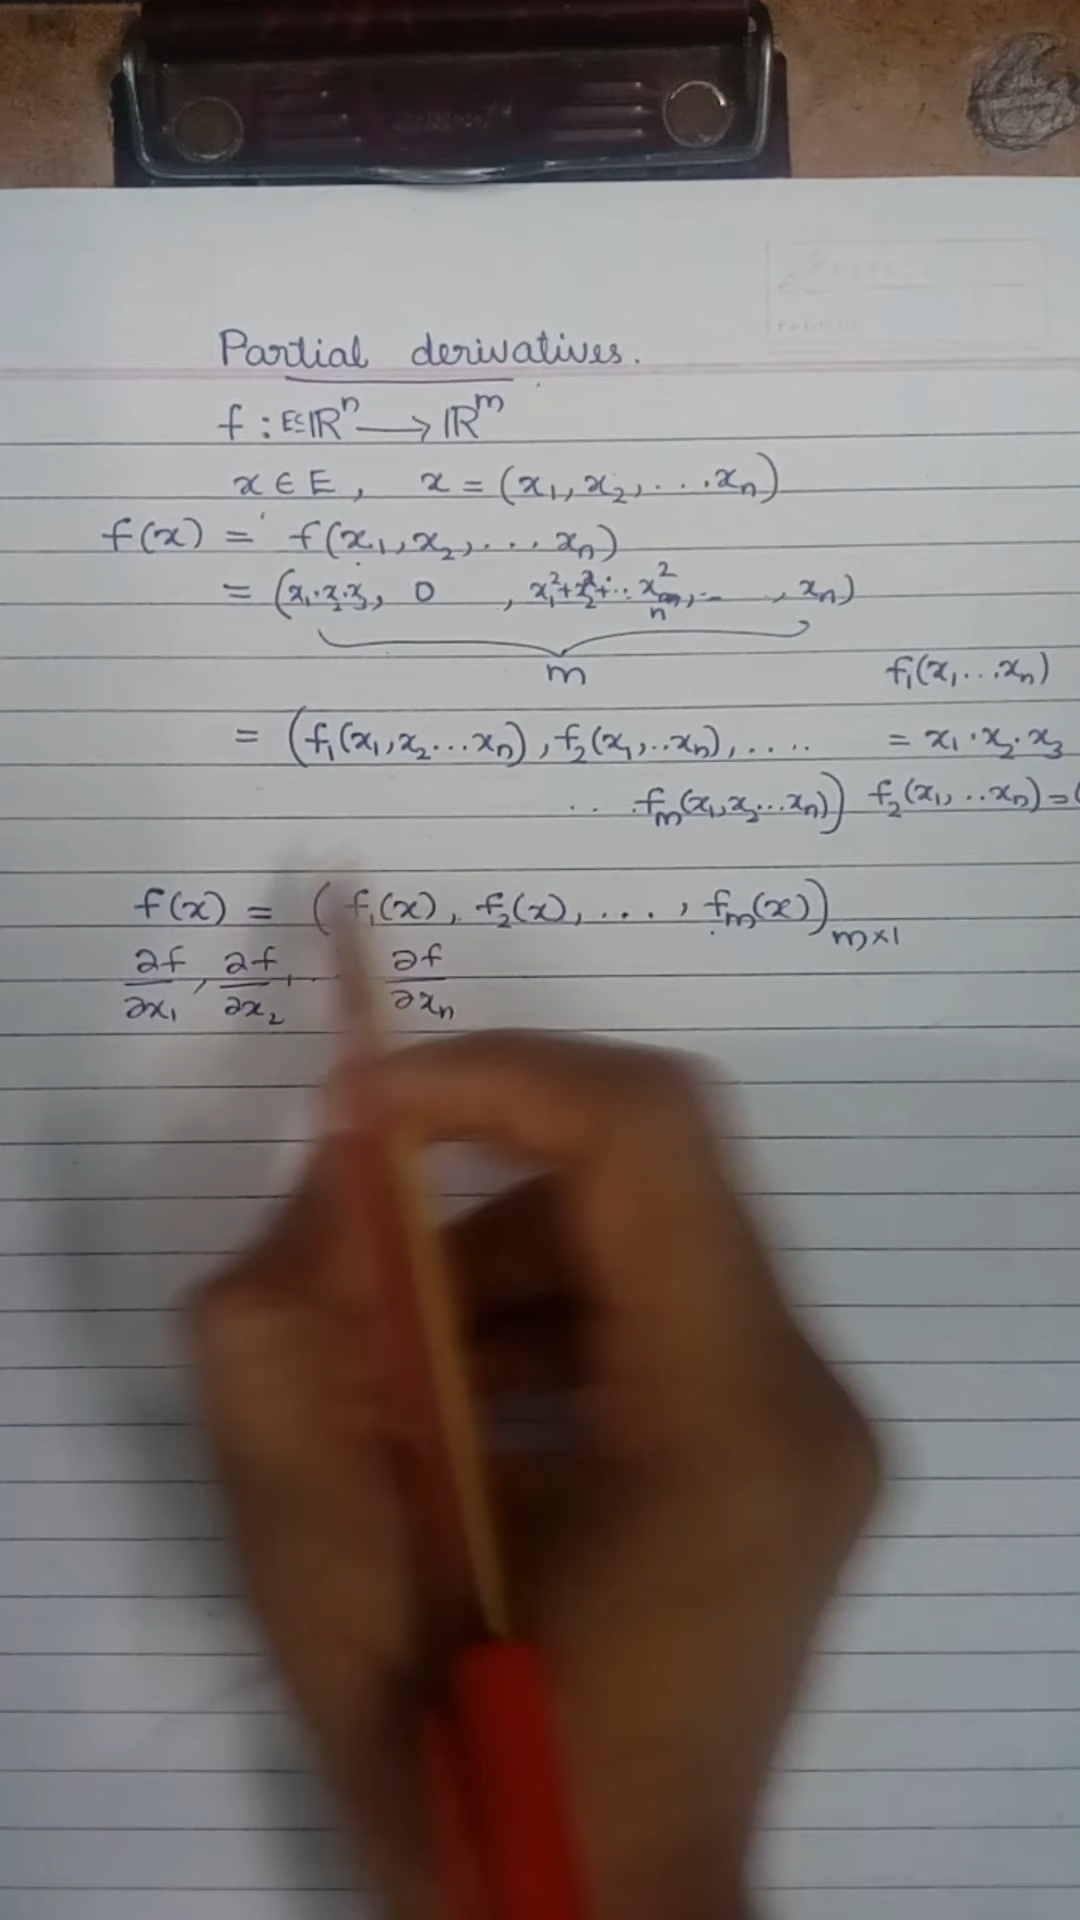 Partial derivatives.
f : E⊆ℝⁿ ⟶ ℝᵐ
x ∈ E, x = (x₁, x₂, ... xₙ)
f(x) = f(x₁, x₂, ... xₙ)
= (x₁·x₂·x₃, 0 , x₁²+x₂²+.. xₙ², .. , xₙ)
m
f₁(x₁...xₙ)
= (f₁(x₁,x₂...xₙ), f₂(x₁,..xₙ), .... = x₁·x₂·x₃
.. fₘ(x₁,x₂...xₙ)) f₂(x₁, ..xₙ) =
f(x) = (f₁(x), f₂(x), ..., fₘ(x))ₘₓ₁
∂f/∂x₁, ∂f/∂x₂, . ∂f/∂xₙ